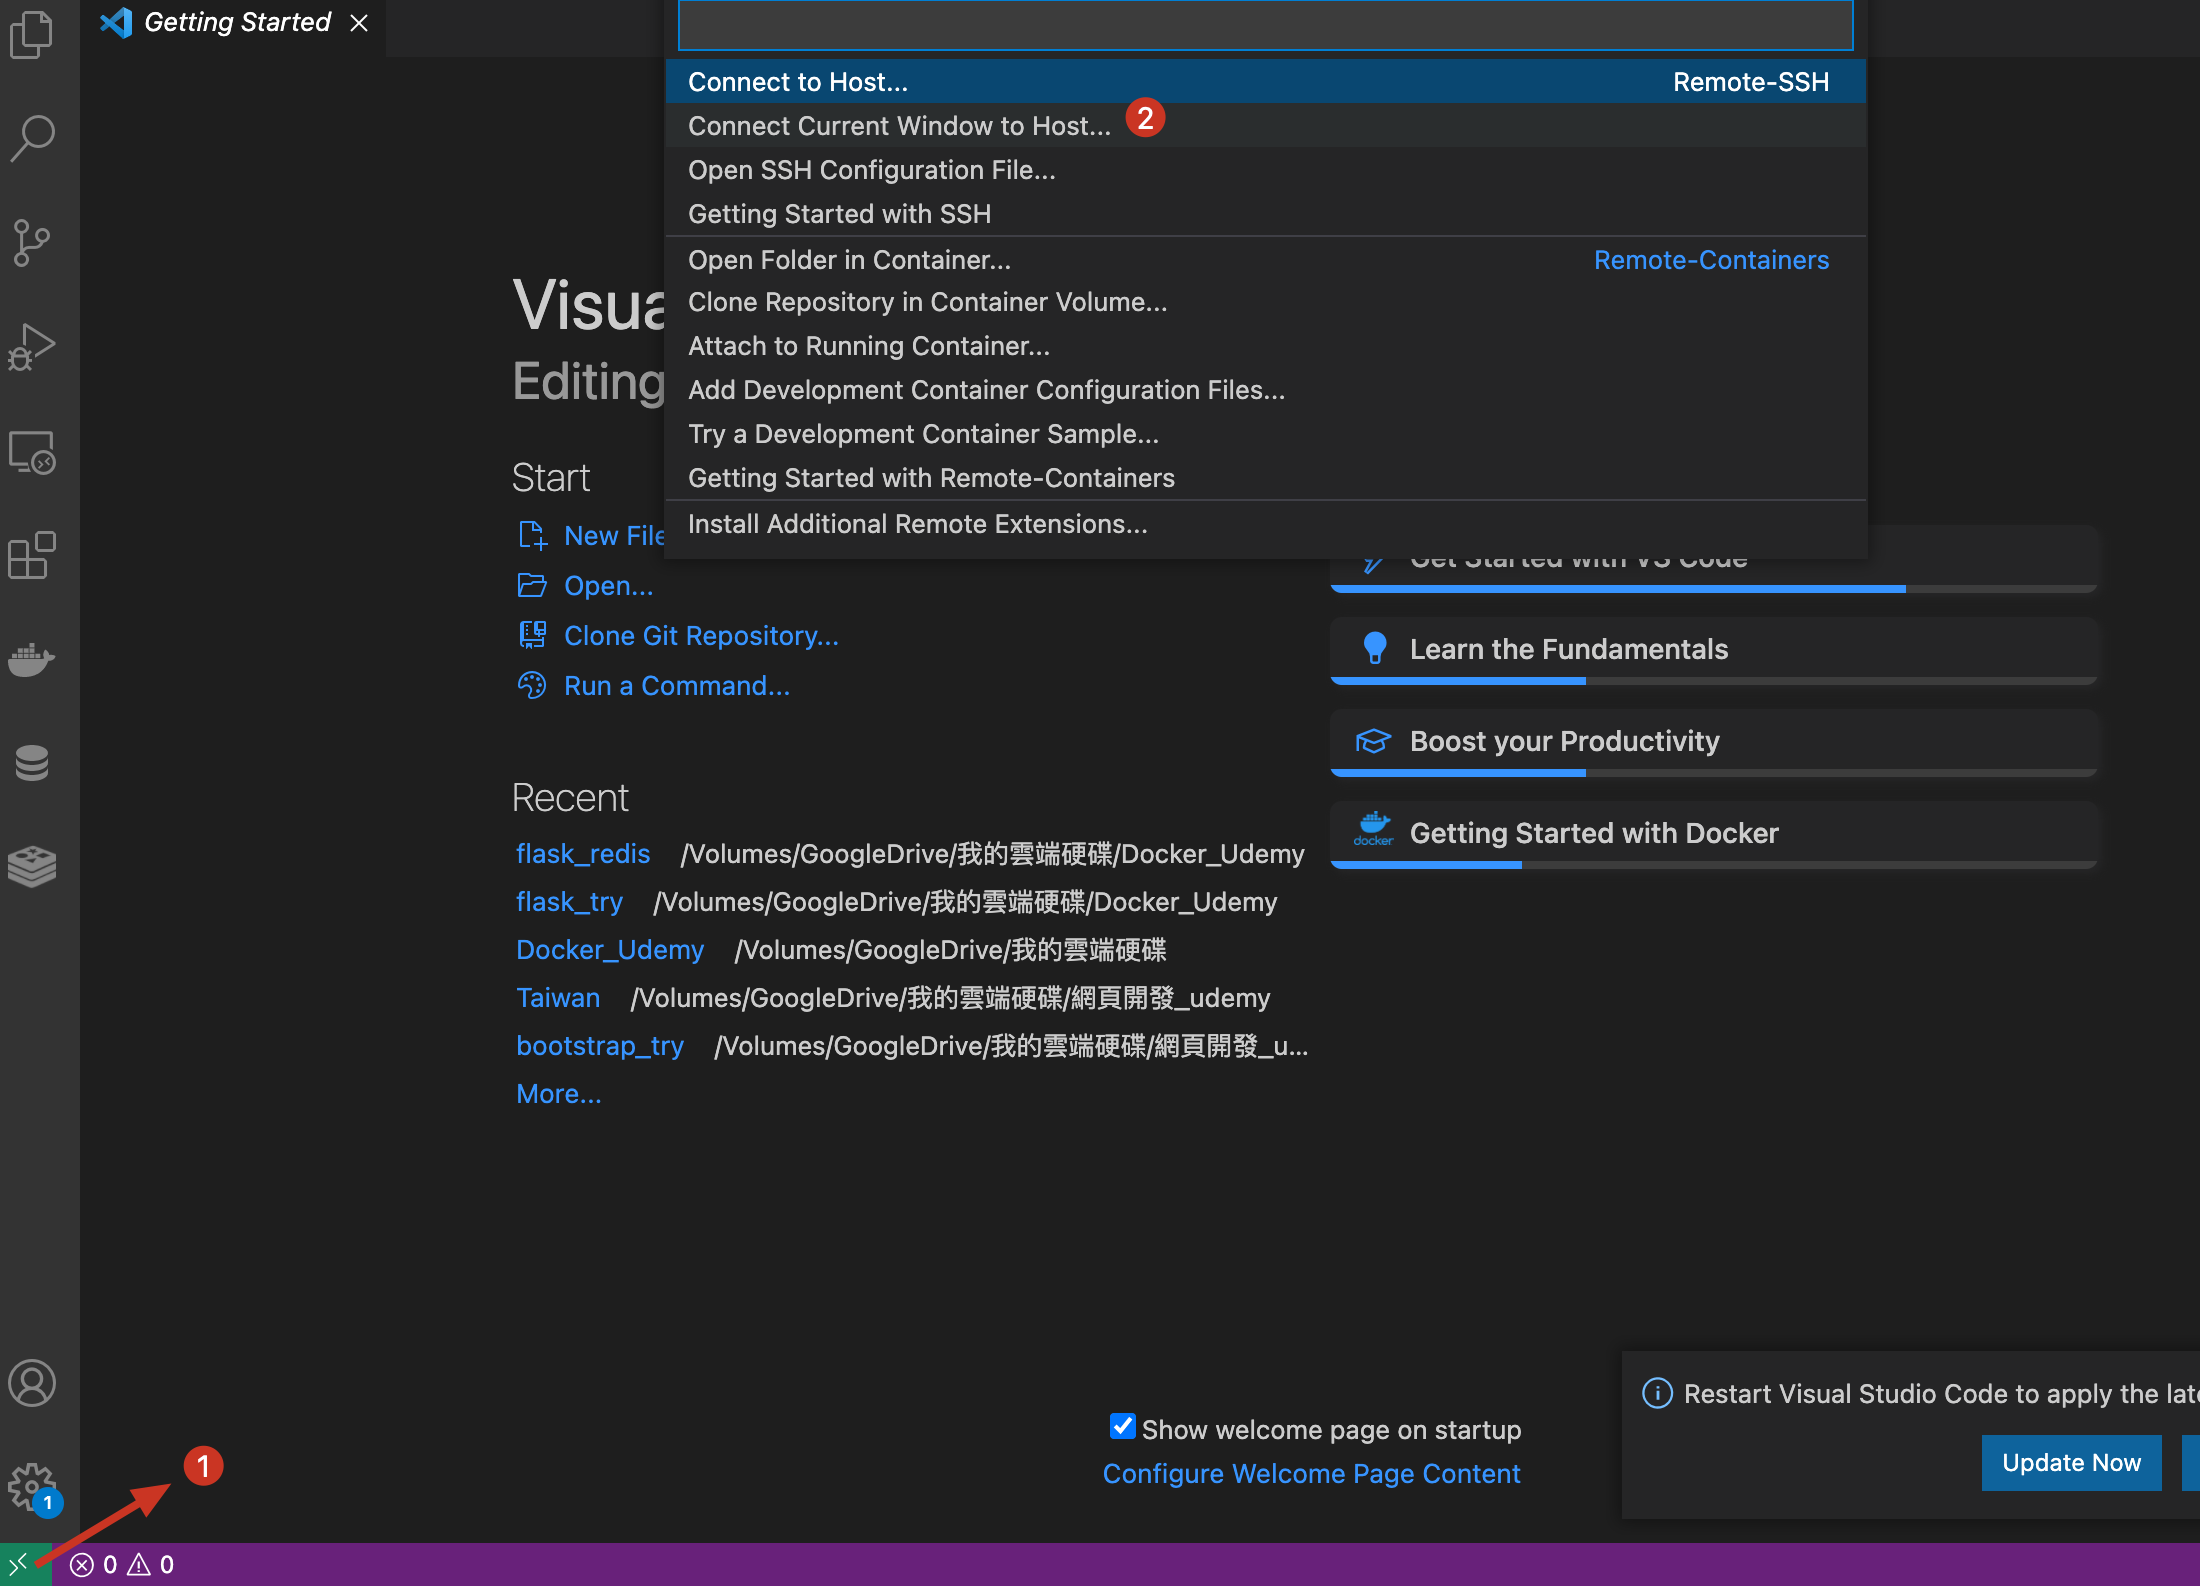 Getting Started
Connect to Host... Remote-SSH
Connect Current Window to Host... 2
Open SSH Configuration File...
Getting Started with SSH
Open Folder in Container... Remote-Containers
Clone Repository in Container Volume...
Attach to Running Container...
Add Development Container Configuration Files...
Try a Development Container Sample...
Getting Started with Remote-Containers
Install Additional Remote Extensions...
Visua
Editing
Start
New File
Open...
Clone Git Repository...
Run a Command...
Recent
flask_redis /Volumes/GoogleDrive/我的雲端硬碟/Docker_Udemy
flask_try /Volumes/GoogleDrive/我的雲端硬碟/Docker_Udemy
Docker_Udemy /Volumes/GoogleDrive/我的雲端硬碟
Taiwan /Volumes/GoogleDrive/我的雲端硬碟/網頁開發_udemy
bootstrap_try /Volumes/GoogleDrive/我的雲端硬碟/網頁開發_u...
More...
Get Started with VS Code
Learn the Fundamentals
Boost your Productivity
docker
Getting Started with Docker
Show welcome page on startup
Configure Welcome Page Content
Restart Visual Studio Code to apply the late
Update Now
1
1
0 0